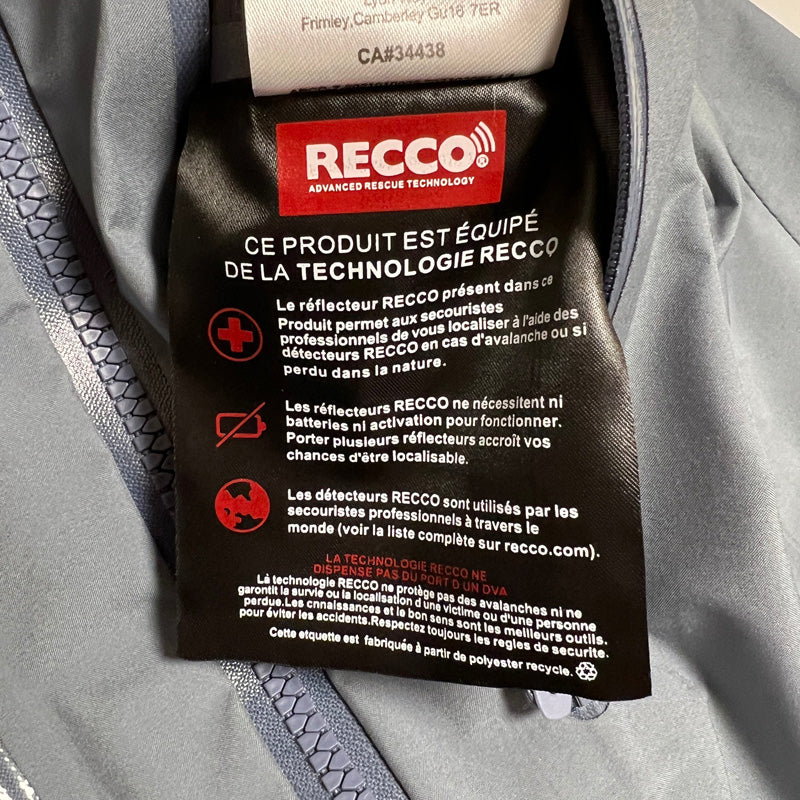 Frimley,Camberley Gu16 7ER
CA#34438
RECCO®
ADVANCED RESCUE TECHNOLOGY
CE PRODUIT EST ÉQUIPÉ
DE LA TECHNOLOGIE RECCO
Le réflecteur RECCO présent dans ce
Produit permet aux secouristes
professionnels de vous localiser à l'aide des
détecteurs RECCO en cas d'avalanche ou si
perdu dans la nature.
Les réflecteurs RECCO ne nécessitent ni
batteries ni activation pour fonctionner.
Porter plusieurs réflecteurs accroît vos
chances d'être localisable.
Les détecteurs RECCO sont utilisés par les
secouristes professionnels à travers le
monde (voir la liste complète sur recco.com).
LA TECHNOLOGIE RECCO NE
DISPENSE PAS DU PORT D UN DVA
Là technologie RECCO ne protège pas des avalanches ni ne
garontit la survie ou la localisation d'une victime ou d'une personne
perdue.Les cnnaissances et le bon sens sont les meilleurs outils.
pour éviter les accidents.Respectez toujours les regles de securite.
Cette etiquette est fabriquée à partir de polyester recycle.